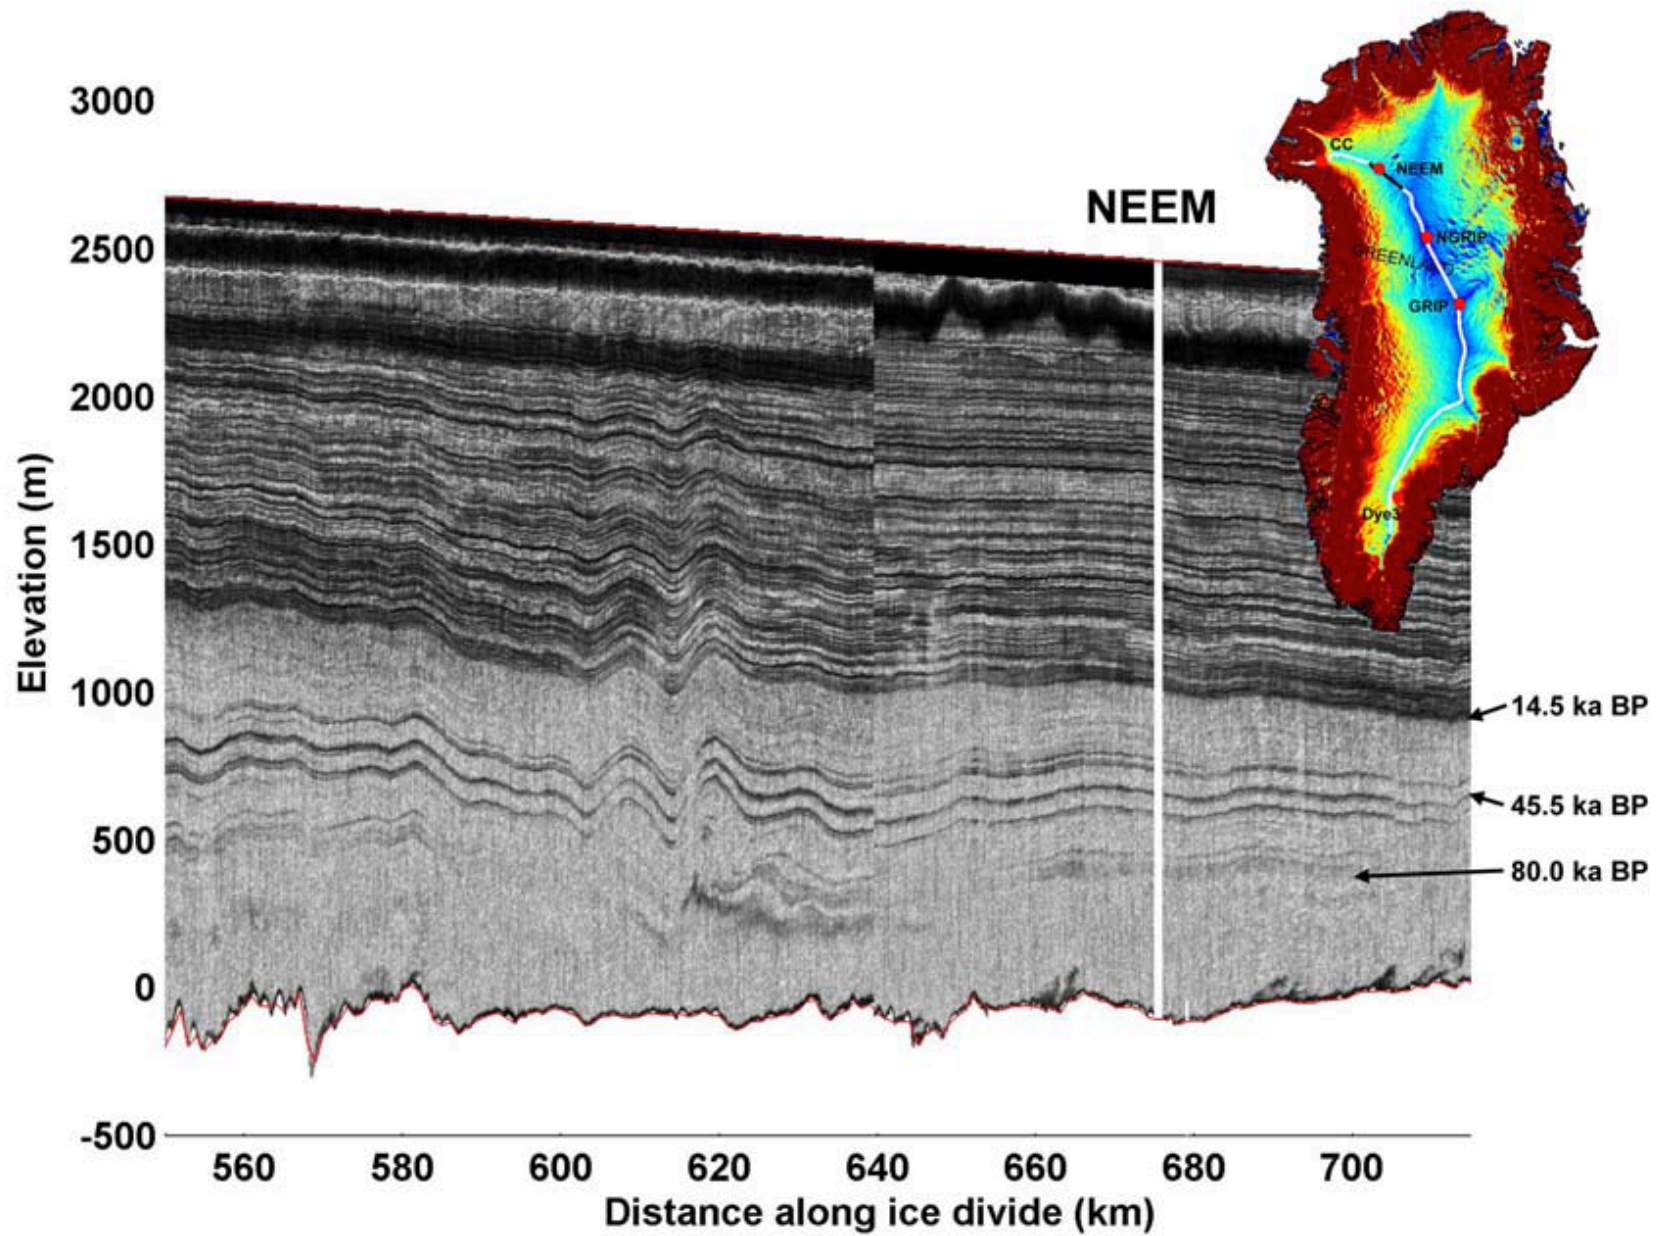 3000
2500
2000
1500
1000
500
0
-500
Elevation (m)
560 580 600 620 640 660 680 700
Distance along ice divide (km)
NEEM
14.5 ka BP
45.5 ka BP
80.0 ka BP
CC
NEEM
NGRIP
GREENLAND
GRIP
Dye3